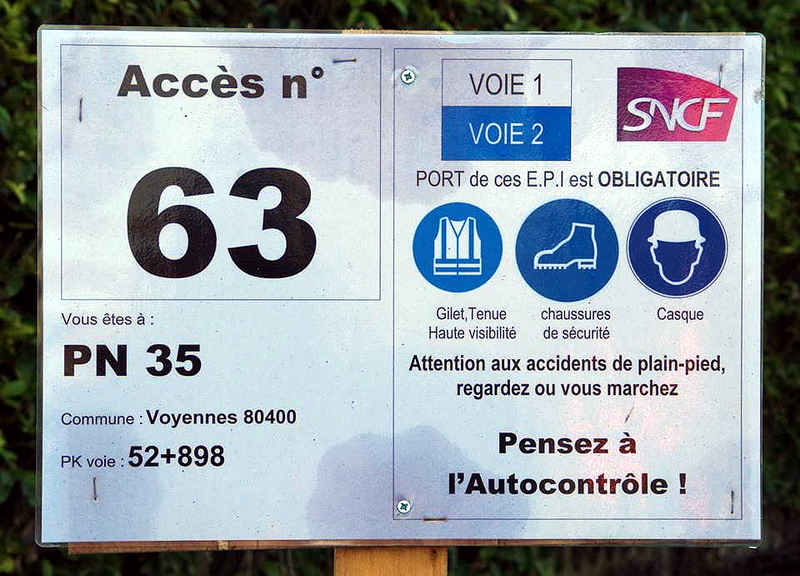 Accès n°
63
Vous êtes à :
PN 35
Commune : Voyennes 80400
PK voie : 52+898
VOIE 1
VOIE 2
SNCF
PORT de ces E.P.I est OBLIGATOIRE
Gilet,Tenue
Haute visibilité
chaussures
de sécurité
Casque
Attention aux accidents de plain-pied,
regardez ou vous marchez
Pensez à
l'Autocontrôle !